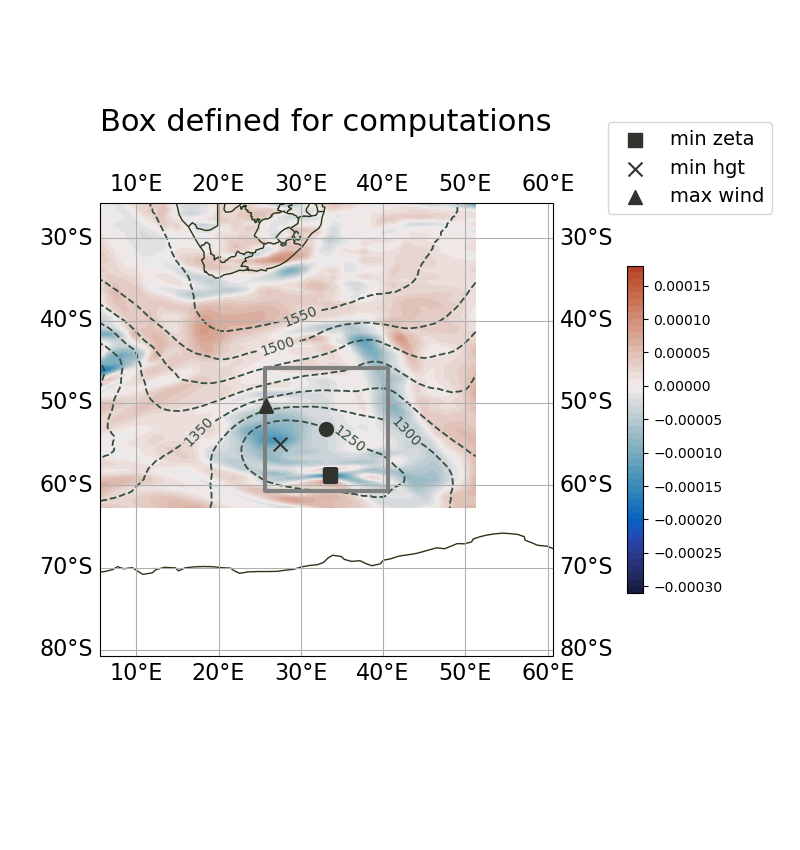 Box defined for computations
min zeta
min hgt
max wind
10°E 20°E 30°E 40°E 50°E 60°E
30°S 30°S
40°S 40°S
50°S 50°S
60°S 60°S
70°S 70°S
80°S 80°S
10°E 20°E 30°E 40°E 50°E 60°E
1550
1500
1350
1250
1300
0.00015
0.00010
0.00005
0.00000
−0.00005
−0.00010
−0.00015
−0.00020
−0.00025
−0.00030